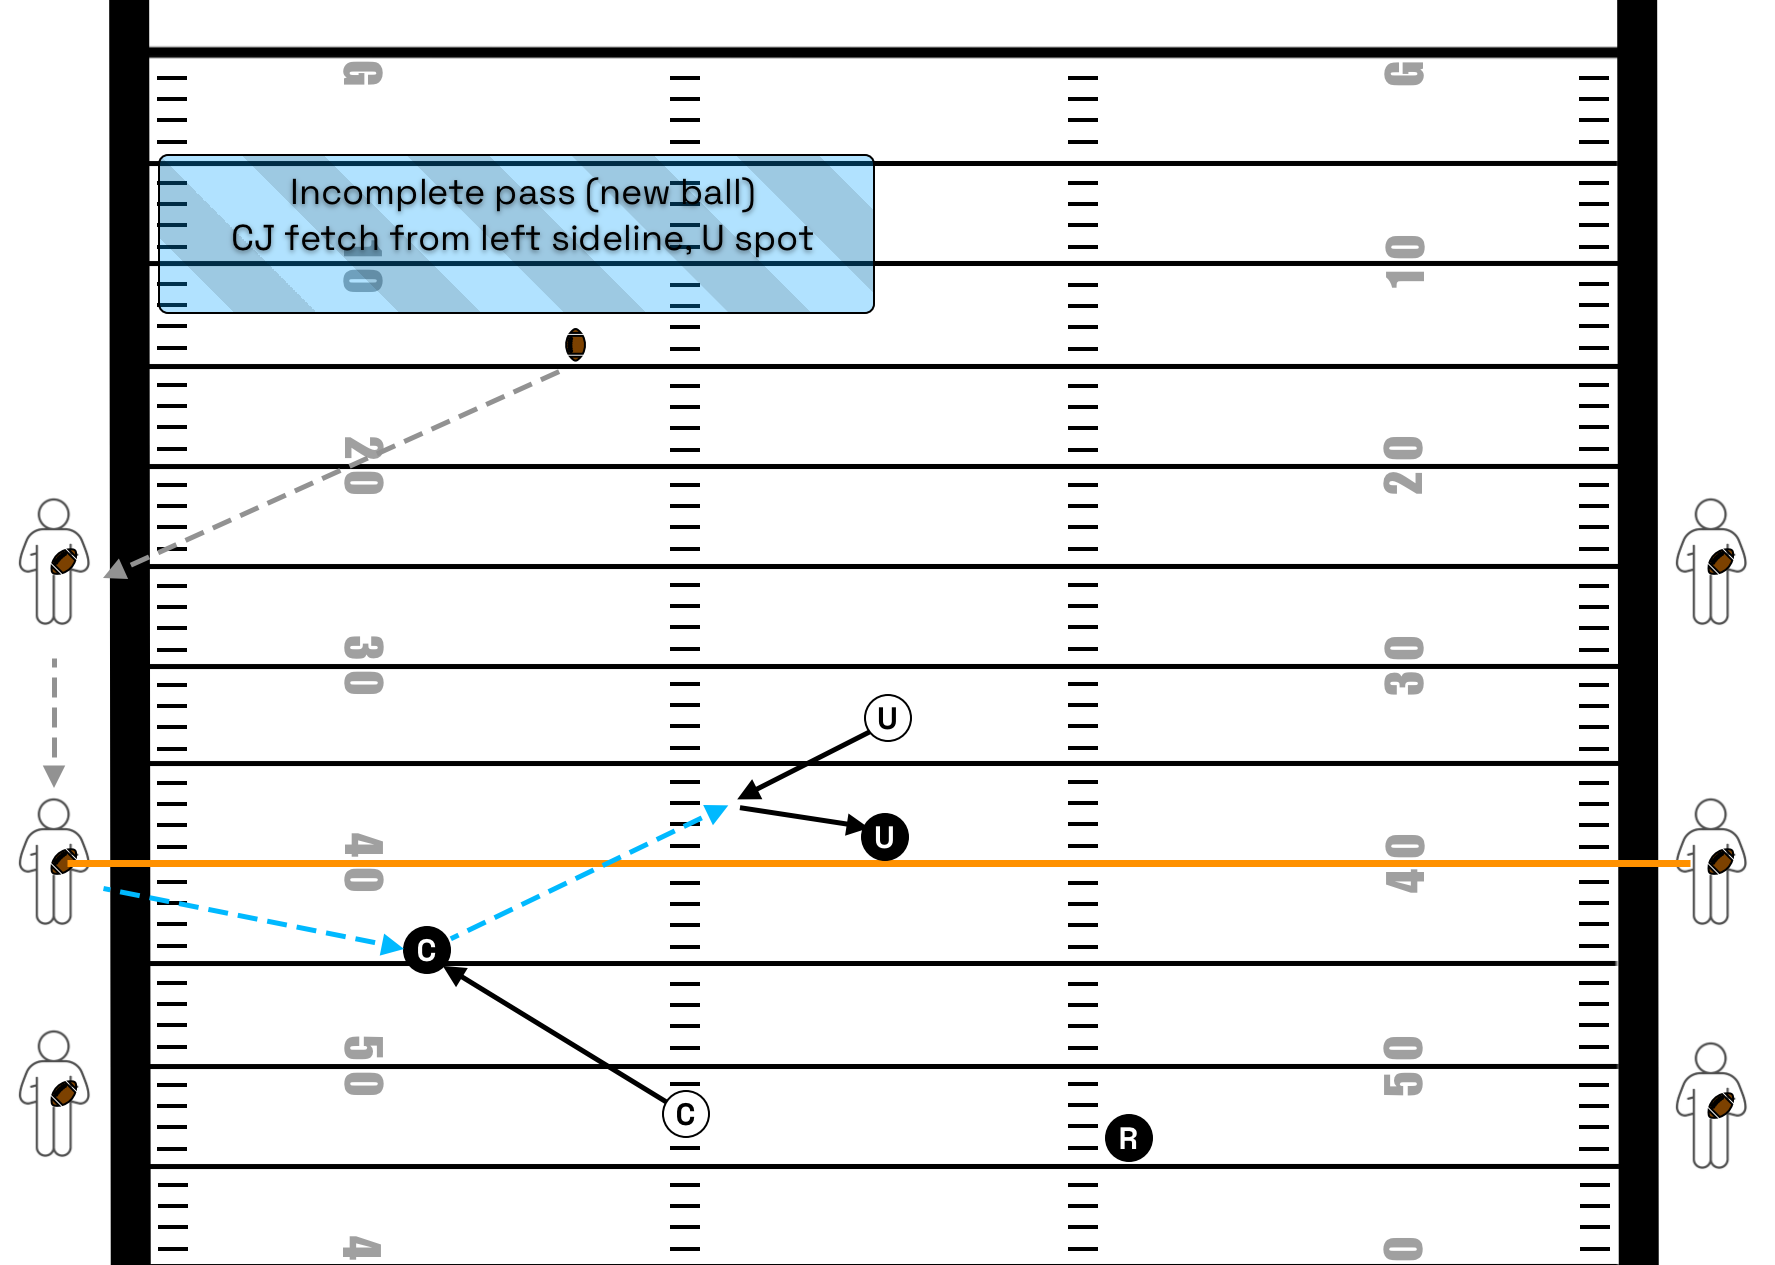 G G
Incomplete pass (new ball)
CJ fetch from left sideline, U spot
10 10
20 20
30 30
U
U
40 40
C
50 50
C
R
4 0